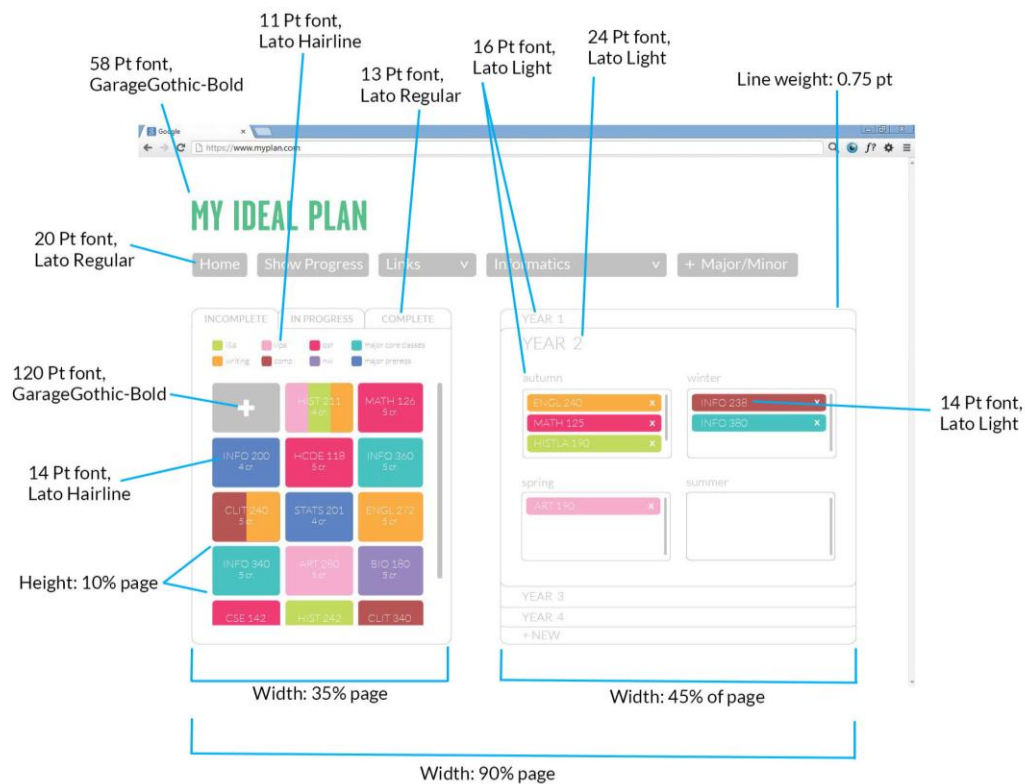 11 Pt font,
Lato Hairline
16 Pt font,
Lato Light
24 Pt font,
Lato Light
58 Pt font,
GarageGothic-Bold
13 Pt font,
Lato Regular
Line weight: 0.75 pt
Google
https://www.myplan.com
f?
MY IDEAL PLAN
20 Pt font,
Lato Regular
Home
Show Progress
Links
Informatics
+ Major/Minor
INCOMPLETE
IN PROGRESS
COMPLETE
major core classes
writing
comp
nw
major prereqs
120 Pt font,
GarageGothic-Bold
+
HIST 211
4 cr.
MATH 126
5 cr.
14 Pt font,
Lato Hairline
INFO 200
4 cr.
HCDE 118
5 cr.
INFO 360
5 cr.
CLIT 240
5 cr.
STATS 201
4 cr.
ENGL 272
5 cr.
Height: 10% page
INFO 340
5 cr.
ART 280
5 cr.
BIO 180
5 cr.
CSE 142
HIST 242
CLIT 340
YEAR 1
YEAR 2
autumn
ENGL 240 x
MATH 125 x
HISTLA 190 x
winter
INFO 238 x
INFO 380 x
14 Pt font,
Lato Light
spring
ART 190 x
summer
YEAR 3
YEAR 4
+ NEW
Width: 35% page
Width: 45% of page
Width: 90% page